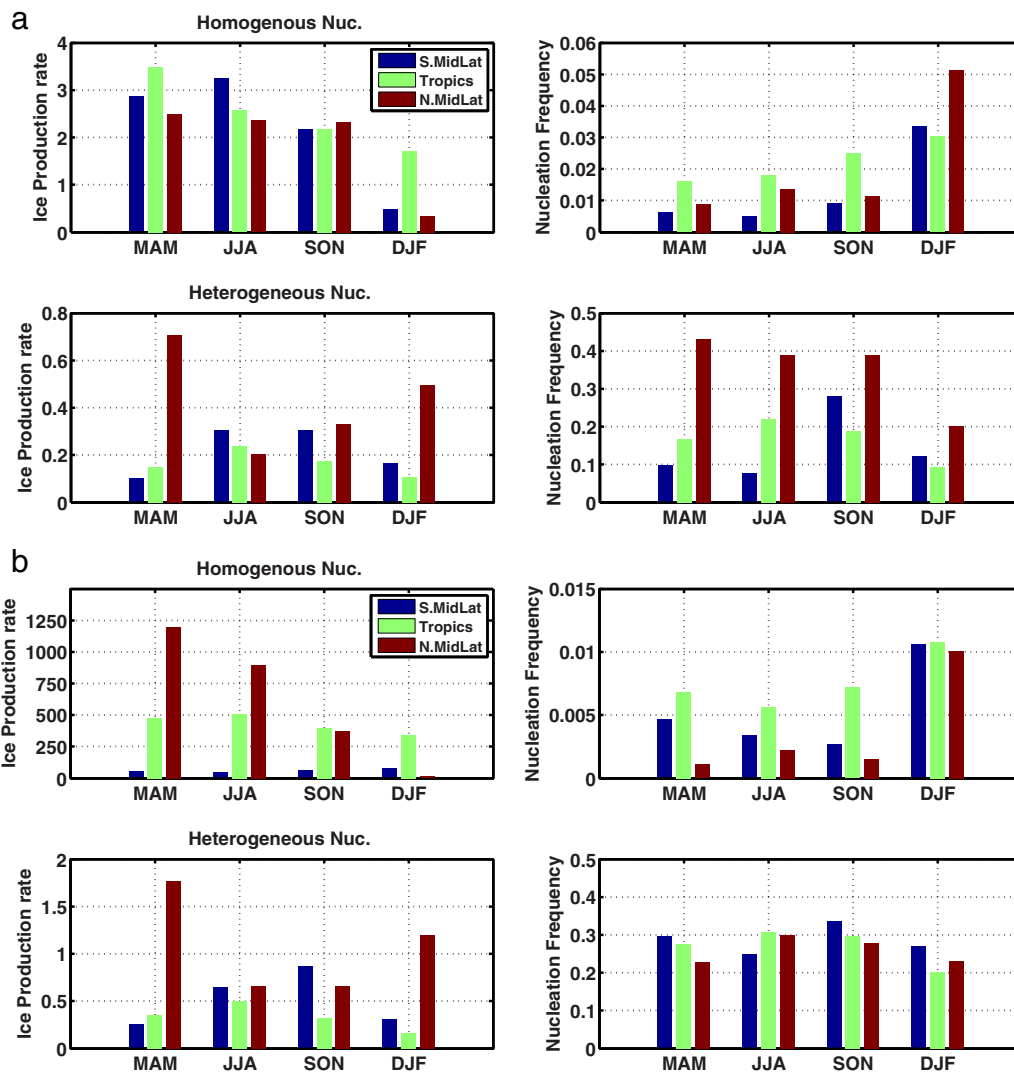 a
Homogenous Nuc.
Ice Production rate
4
3
2
1
0
S.MidLat
Tropics
N.MidLat
MAM JJA SON DJF
Nucleation Frequency
0.06
0.05
0.04
0.03
0.02
0.01
0
MAM JJA SON DJF
Heterogeneous Nuc.
Ice Production rate
0.8
0.6
0.4
0.2
0
MAM JJA SON DJF
Nucleation Frequency
0.5
0.4
0.3
0.2
0.1
0
MAM JJA SON DJF
b
Homogenous Nuc.
Ice Production rate
1250
1000
750
500
250
0
S.MidLat
Tropics
N.MidLat
MAM JJA SON DJF
Nucleation Frequency
0.015
0.01
0.005
0
MAM JJA SON DJF
Heterogeneous Nuc.
Ice Production rate
2
1.5
1
0.5
0
MAM JJA SON DJF
Nucleation Frequency
0.5
0.4
0.3
0.2
0.1
0
MAM JJA SON DJF